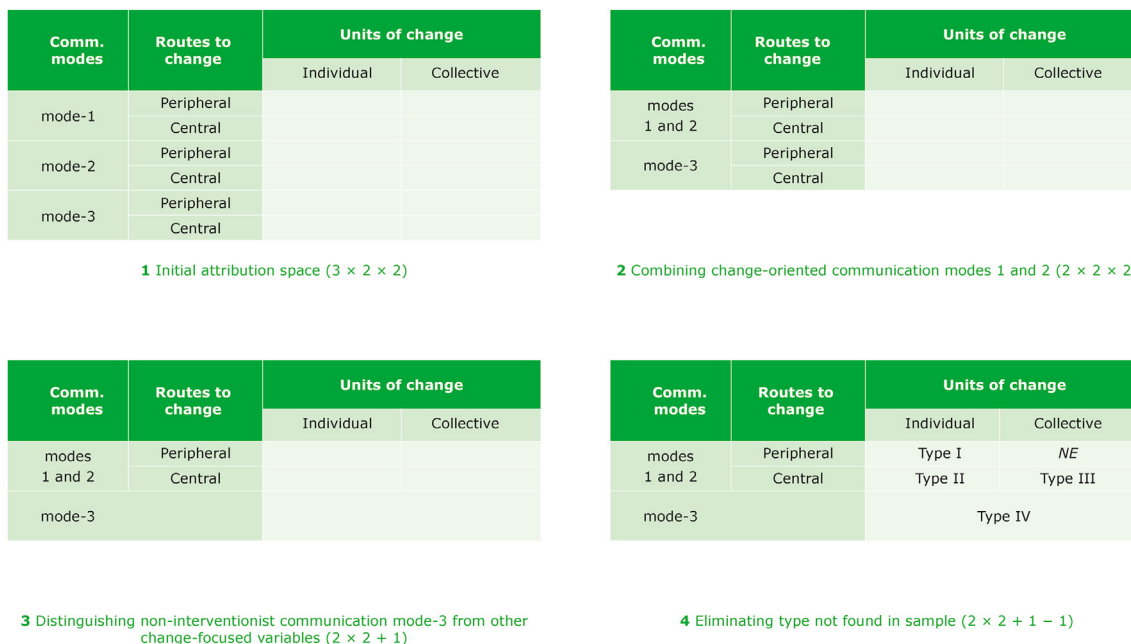 Comm. modes
Routes to change
Units of change
Individual Collective
mode-1
Peripheral
Central
mode-2
Peripheral
Central
mode-3
Peripheral
Central
1 Initial attribution space (3 × 2 × 2)
Comm. modes
Routes to change
Units of change
Individual Collective
modes 1 and 2
Peripheral
Central
mode-3
Peripheral
Central
2 Combining change-oriented communication modes 1 and 2 (2 × 2 × 2
Comm. modes
Routes to change
Units of change
Individual Collective
modes 1 and 2
Peripheral
Central
mode-3
3 Distinguishing non-interventionist communication mode-3 from other
change-focused variables (2 × 2 + 1)
Comm. modes
Routes to change
Units of change
Individual Collective
modes 1 and 2
Peripheral Type I NE
Central Type II Type III
mode-3 Type IV
4 Eliminating type not found in sample (2 × 2 + 1 − 1)